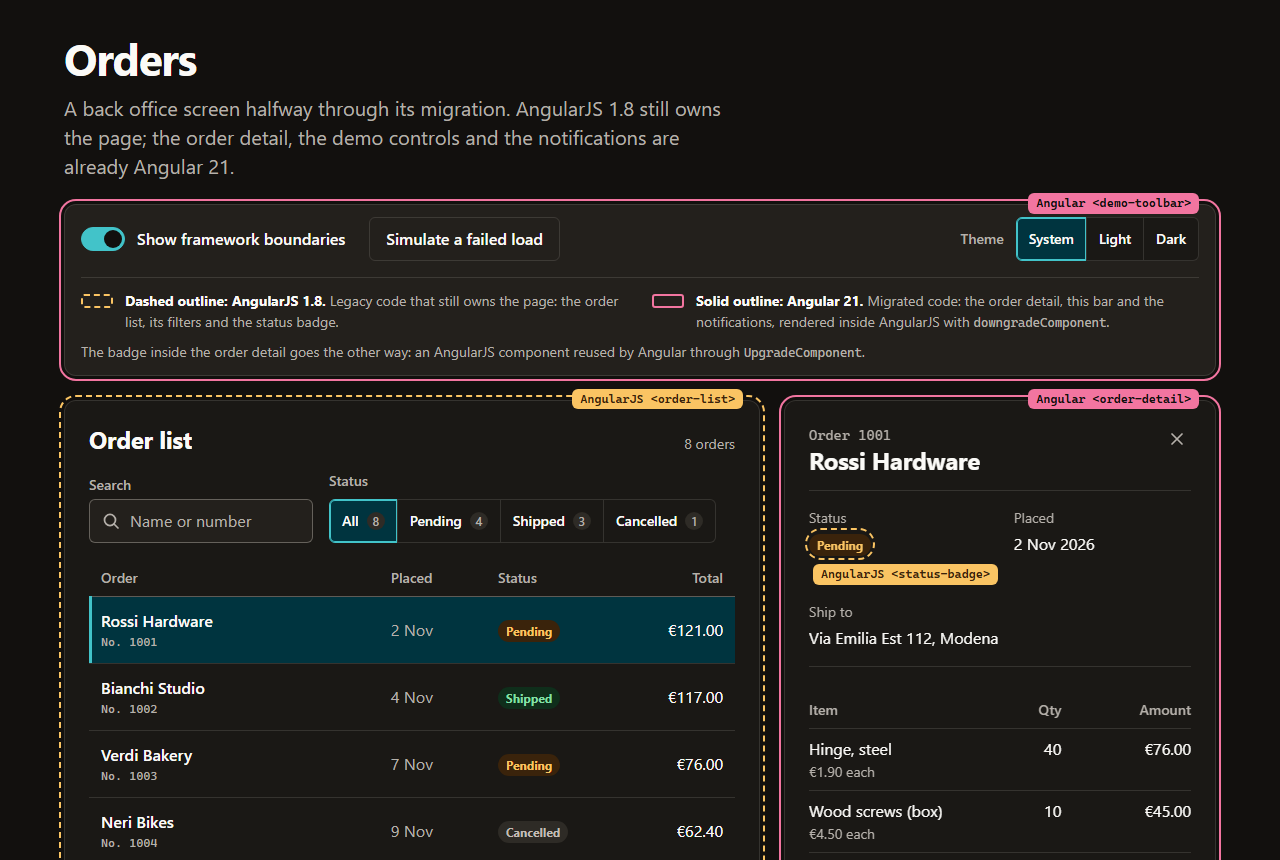 Orders
A back office screen halfway through its migration. AngularJS 1.8 still owns
the page; the order detail, the demo controls and the notifications are
already Angular 21.
Angular <demo-toolbar>
Show framework boundaries
Simulate a failed load
Theme
System
Light
Dark
Dashed outline: AngularJS 1.8. Legacy code that still owns the page: the order
list, its filters and the status badge.
Solid outline: Angular 21. Migrated code: the order detail, this bar and the
notifications, rendered inside AngularJS with downgradeComponent.
The badge inside the order detail goes the other way: an AngularJS component reused by Angular through UpgradeComponent.
AngularJS <order-list>
Order list
8 orders
Search
Name or number
Status
All 8
Pending 4
Shipped 3
Cancelled 1
Order Placed Status Total
Rossi Hardware
No. 1001
2 Nov Pending €121.00
Bianchi Studio
No. 1002
4 Nov Shipped €117.00
Verdi Bakery
No. 1003
7 Nov Pending €76.00
Neri Bikes
No. 1004
9 Nov Cancelled €62.40
Angular <order-detail>
Order 1001
Rossi Hardware
Status
Pending
AngularJS <status-badge>
Placed
2 Nov 2026
Ship to
Via Emilia Est 112, Modena
Item Qty Amount
Hinge, steel 40 €76.00
€1.90 each
Wood screws (box) 10 €45.00
€4.50 each